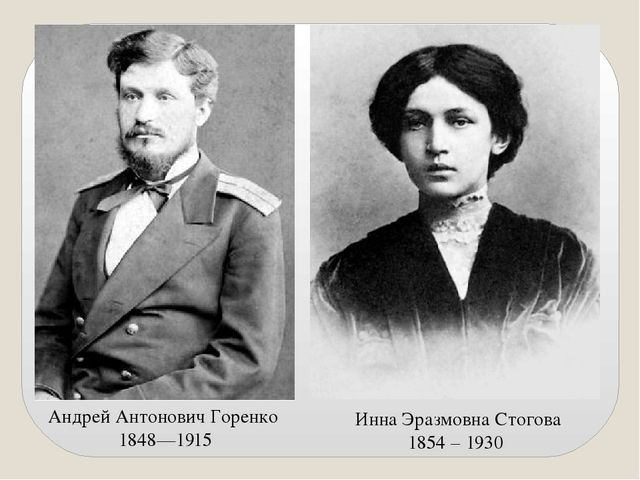 Андрей Антонович Горенко
1848—1915
Инна Эразмовна Стогова
1854 – 1930